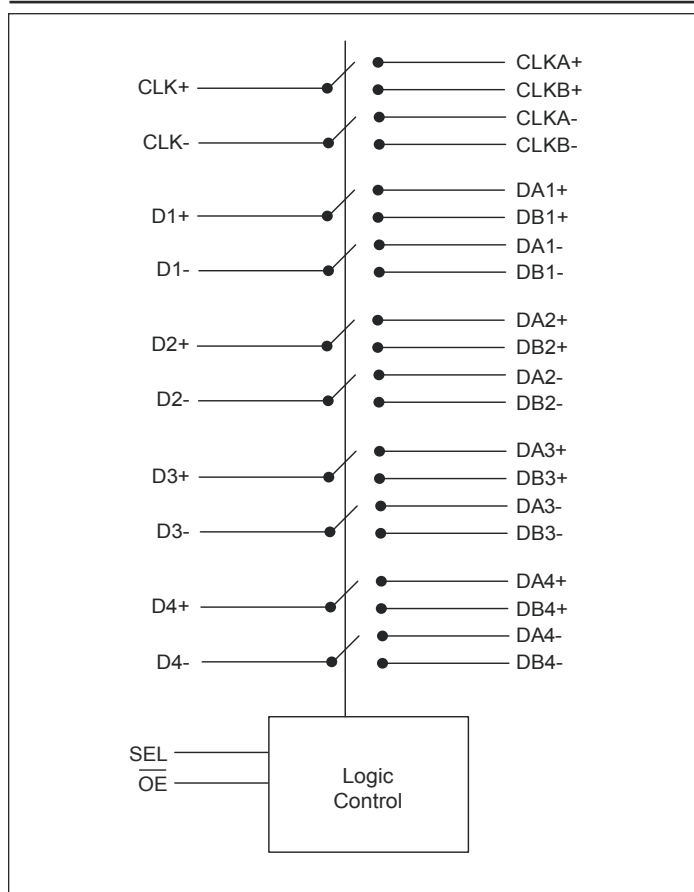 CLKA+
CLK+
CLKB+
CLKA-
CLK-
CLKB-
DA1+
D1+
DB1+
DA1-
D1-
DB1-
DA2+
D2+
DB2+
DA2-
D2-
DB2-
DA3+
D3+
DB3+
DA3-
D3-
DB3-
DA4+
D4+
DB4+
DA4-
D4-
DB4-
SEL
O̅E̅
Logic
Control